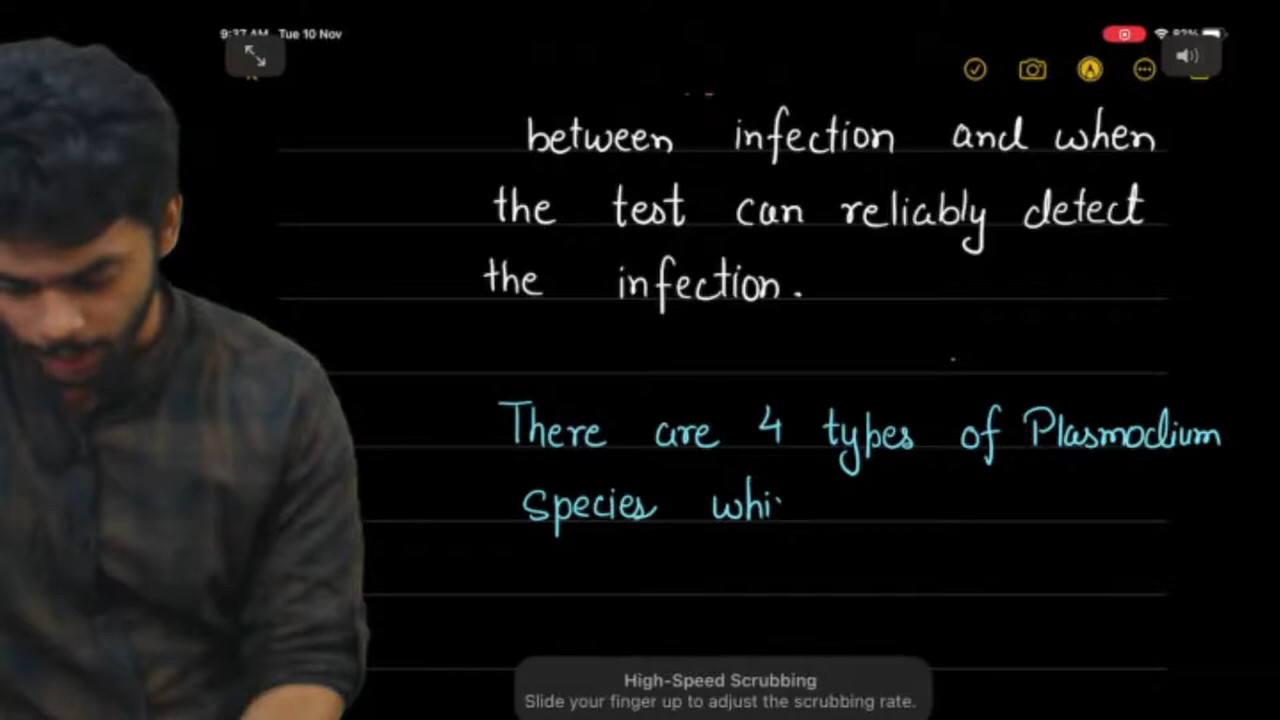 9:37 AM Tue 10 Nov
between infection and when
the test can reliably detect
the infection.
There are 4 types of Plasmodium
Species whi
High-Speed Scrubbing
Slide your finger up to adjust the scrubbing rate.